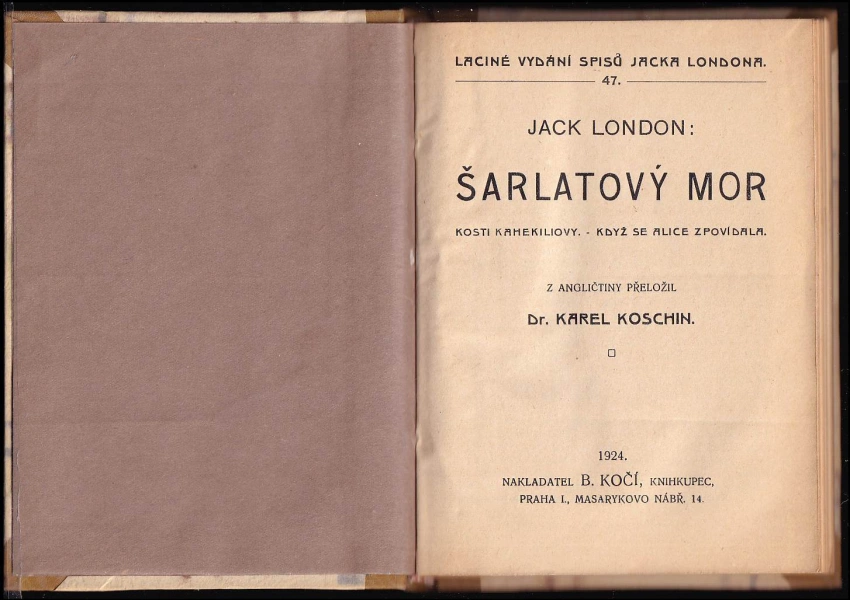 LACINÉ VYDÁNÍ SPISŮ JACKA LONDONA.
47.
JACK LONDON:
ŠARLATOVÝ MOR
KOSTI KAHEKILIOVY. - KDYŽ SE ALICE ZPOVÍDALA.
Z ANGLIČTINY PŘELOŽIL
Dr. KAREL KOSCHIN.
1924.
NAKLADATEL B. KOČÍ, KNIHKUPEC,
PRAHA I., MASARYKOVO NÁBŘ. 14.